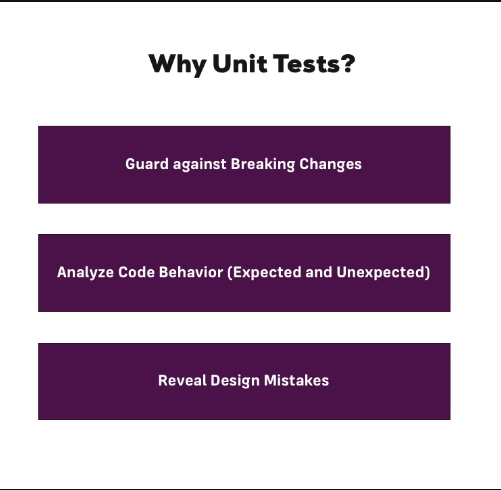 Why Unit Tests?
Guard against Breaking Changes
Analyze Code Behavior (Expected and Unexpected)
Reveal Design Mistakes